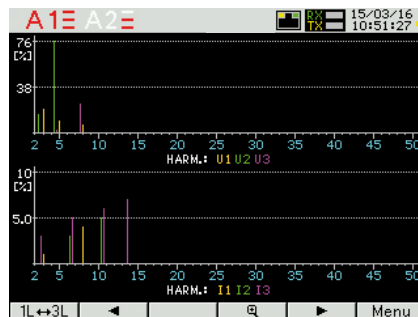 A1 A2 RX TX 15/03/16 10:51:27
76
[%]
38
2 5 10 15 20 25 30 35 40 45 50
HARM.: U1 U2 U3
10
[%]
5.0
2 5 10 15 20 25 30 35 40 45 50
HARM.: I1 I2 I3
1L↔3L ◄ ► Menu